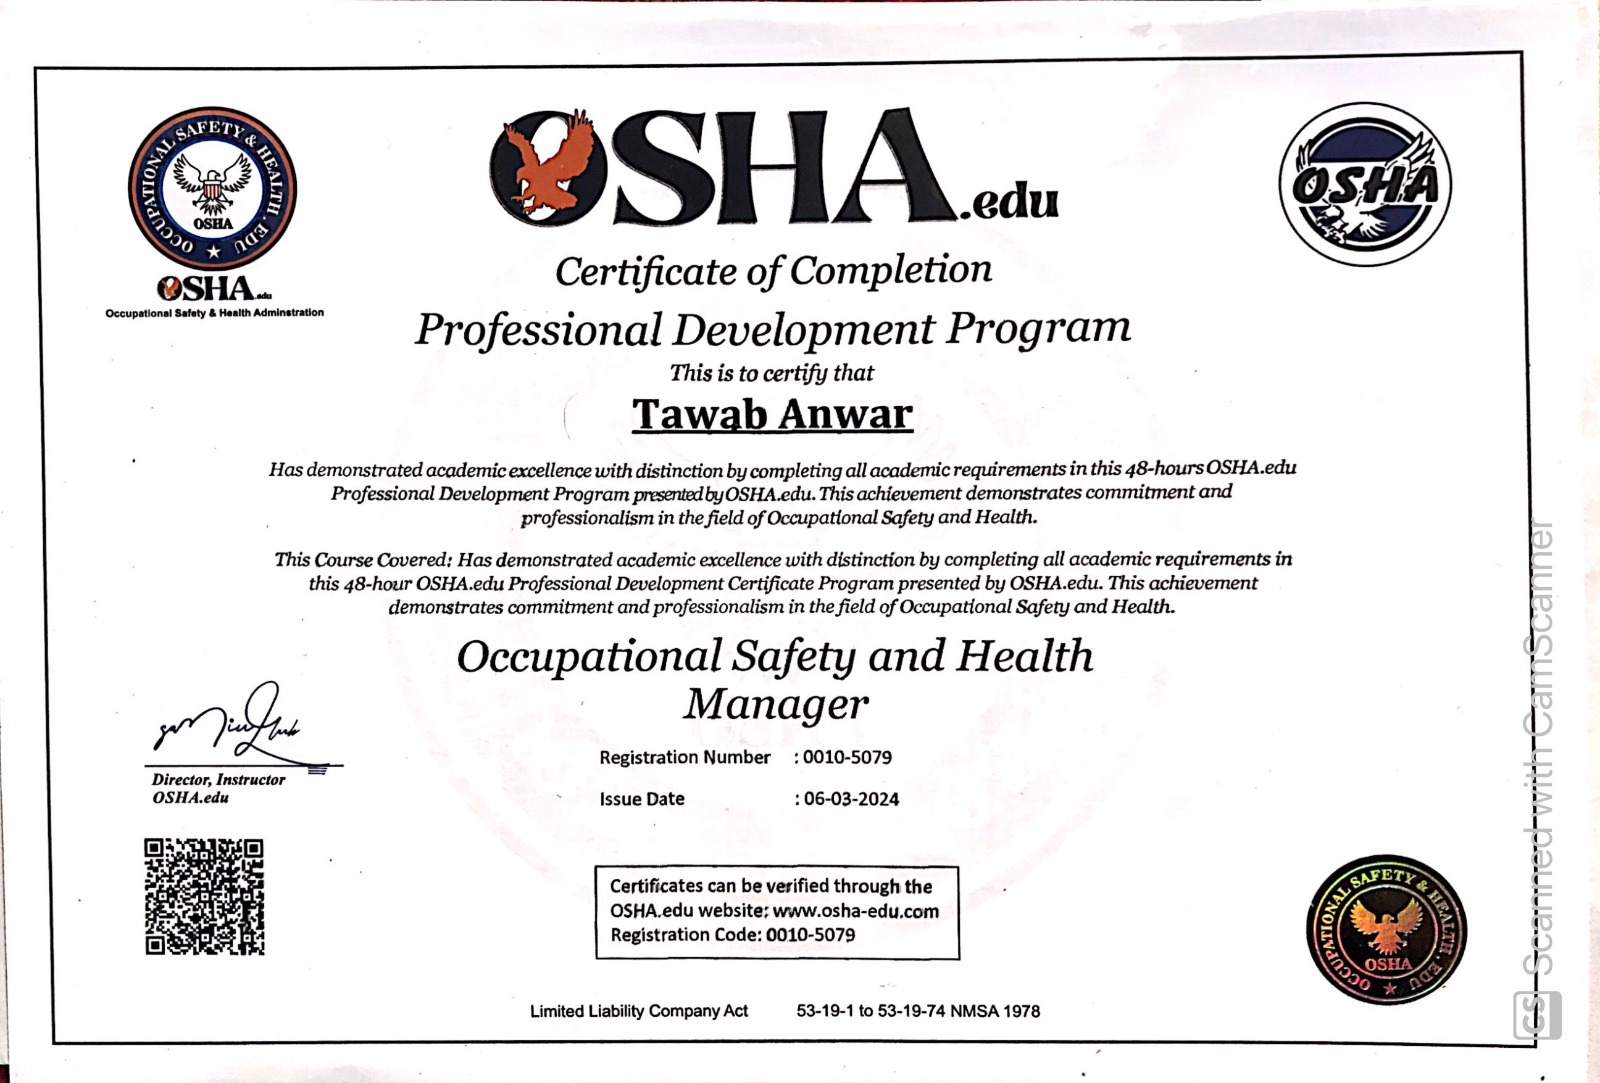 OCCUPATIONAL SAFETY & HEALTH. EDU
OSHA
OSHA.edu
Occupational Safety & Health Adminstration
OSHA.edu
OSHA
Certificate of Completion
Professional Development Program
This is to certify that
Tawab Anwar
Has demonstrated academic excellence with distinction by completing all academic requirements in this 48-hours OSHA.edu
Professional Development Program presented by OSHA.edu. This achievement demonstrates commitment and
professionalism in the field of Occupational Safety and Health.
This Course Covered: Has demonstrated academic excellence with distinction by completing all academic requirements in
this 48-hour OSHA.edu Professional Development Certificate Program presented by OSHA.edu. This achievement
demonstrates commitment and professionalism in the field of Occupational Safety and Health.
Occupational Safety and Health
Manager
Registration Number : 0010-5079
Issue Date : 06-03-2024
Director, Instructor
OSHA.edu
Certificates can be verified through the
OSHA.edu website: www.osha-edu.com
Registration Code: 0010-5079
OCCUPATIONAL SAFETY & HEALTH. EDU
OSHA
Limited Liability Company Act 53-19-1 to 53-19-74 NMSA 1978
CS Scanned with CamScanner